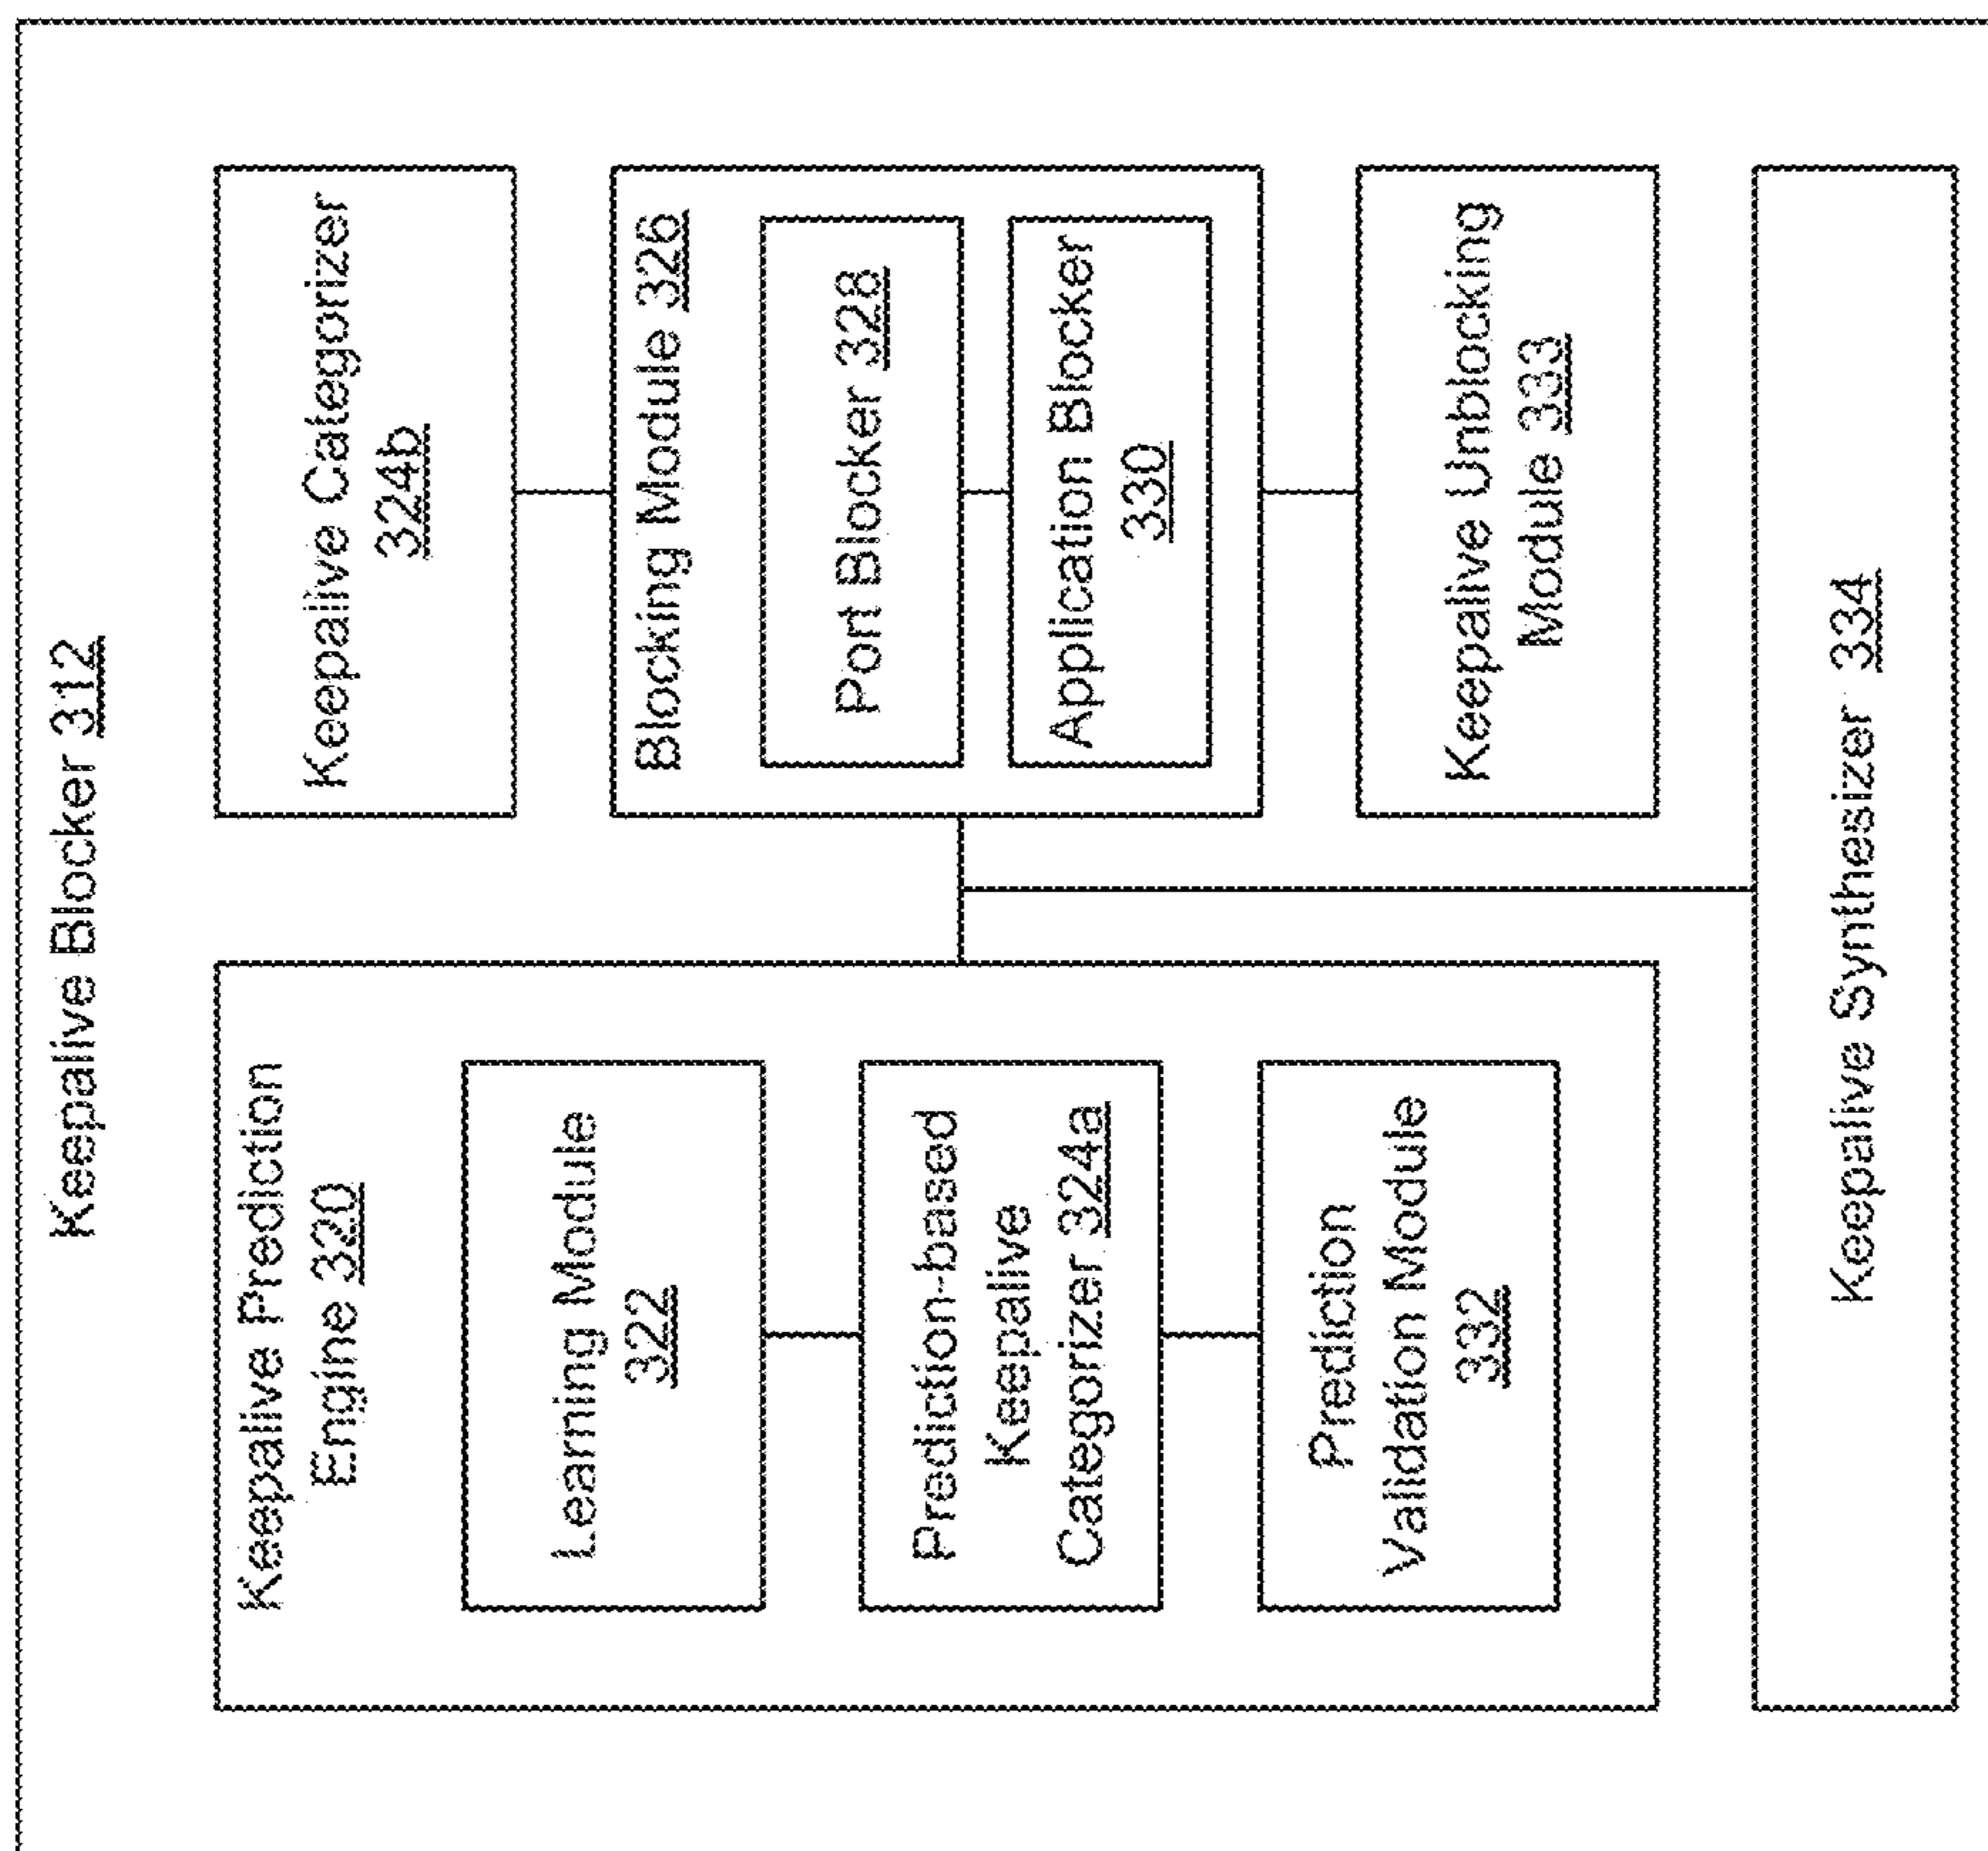 Keepalive Blocker 312
Keepalive Prediction
Engine 320
Learning Module
322
Prediction-based
Keepalive
Categorizer 324a
Prediction
Validation Module
332
Keepalive Categorizer
324b
Blocking Module 326
Port Blocker 328
Application Blocker
330
Keepalive Unblocking
Module 333
Keepalive Synthesizer 334